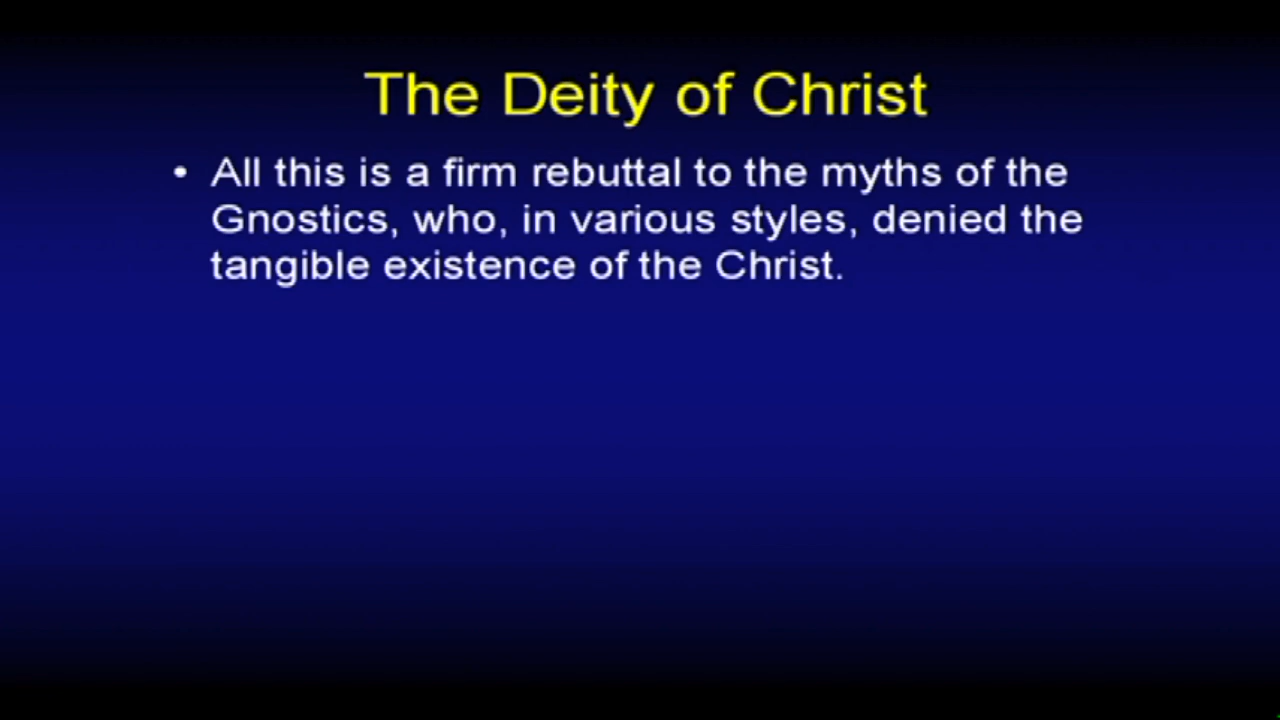 The Deity of Christ
• All this is a firm rebuttal to the myths of the
Gnostics, who, in various styles, denied the
tangible existence of the Christ.